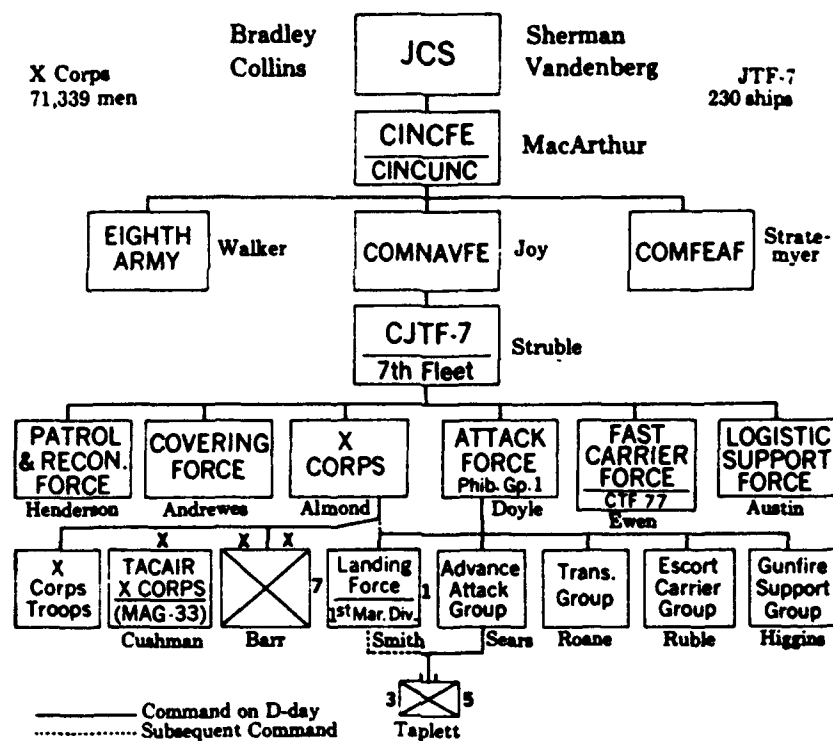 Bradley
Collins
JCS
Sherman
Vandenberg
X Corps
71,339 men
JTF-7
230 ships
CINCFE
CINCUNC
MacArthur
EIGHTH
ARMY
Walker
COMNAVFE
Joy
COMFEAF
Strate-
myer
CJTF-7
7th Fleet
Struble
PATROL
& RECON.
FORCE
Henderson
COVERING
FORCE
Andrewes
X
CORPS
Almond
ATTACK
FORCE
Phib. Gp. 1
Doyle
FAST
CARRIER
FORCE
CTF 77
Ewen
LOGISTIC
SUPPORT
FORCE
Austin
X
Corps
Troops
X
TACAIR
X CORPS
(MAG-33)
Cushman
X X
7
Barr
Landing
Force
1st Mar. Div.
1
Smith
Advance
Attack
Group
Sears
Trans.
Group
Roane
Escort
Carrier
Group
Ruble
Gunfire
Support
Group
Higgins
3 5
Taplett
Command on D-day
Subsequent Command